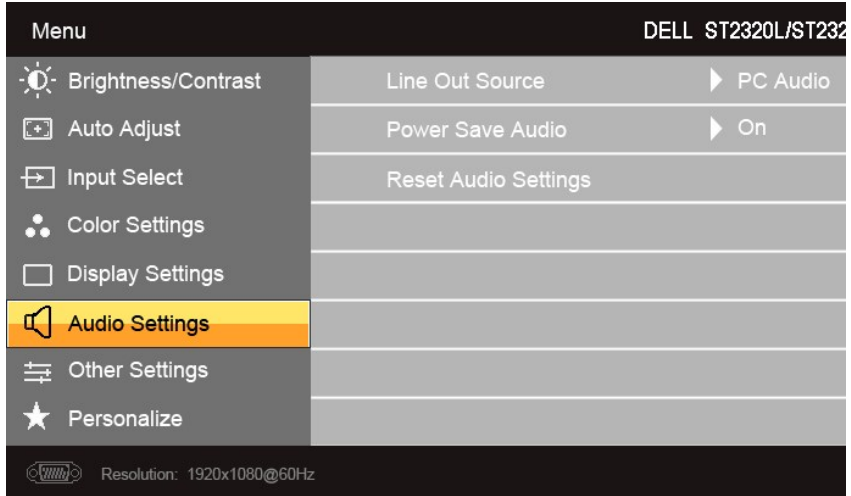 Menu DELL ST2320L/ST232
Brightness/Contrast Line Out Source PC Audio
Auto Adjust Power Save Audio On
Input Select Reset Audio Settings
Color Settings
Display Settings
Audio Settings
Other Settings
Personalize
Resolution: 1920x1080@60Hz